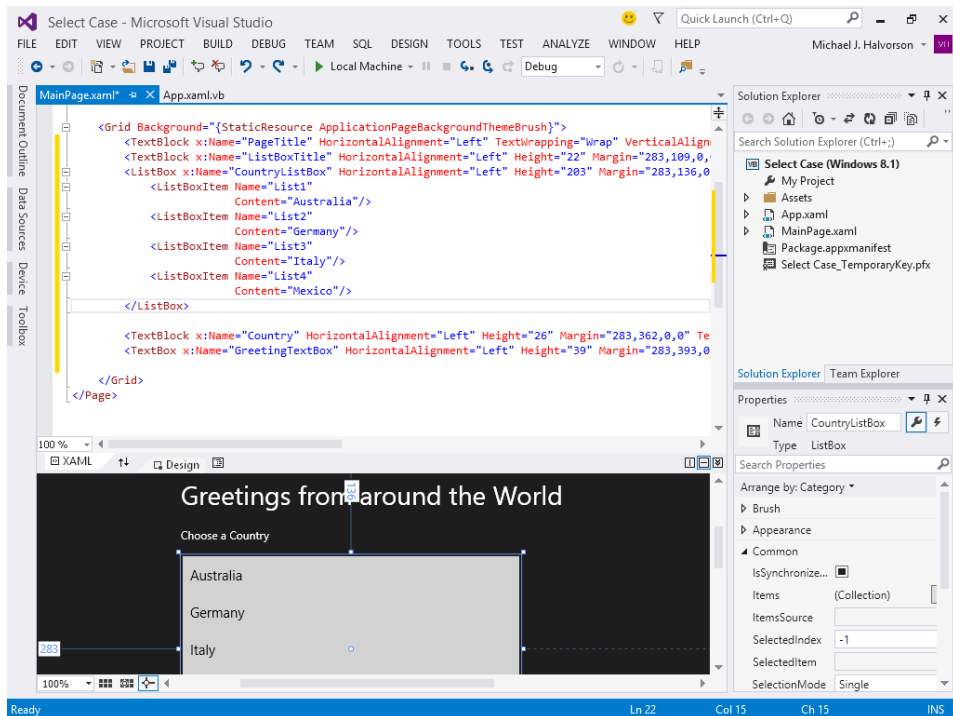 Select Case - Microsoft Visual Studio
Quick Launch (Ctrl+Q)
FILE EDIT VIEW PROJECT BUILD DEBUG TEAM SQL DESIGN TOOLS TEST ANALYZE WINDOW HELP
Michael J. Halvorson
Local Machine
Debug
Document Outline
Data Sources
Device
Toolbox
MainPage.xaml*
App.xaml.vb
<Grid Background="{StaticResource ApplicationPageBackgroundThemeBrush}">
<TextBlock x:Name="PageTitle" HorizontalAlignment="Left" TextWrapping="Wrap" VerticalAlignm
<TextBlock x:Name="ListBoxTitle" HorizontalAlignment="Left" Height="22" Margin="283,109,0,
<ListBox x:Name="CountryListBox" HorizontalAlignment="Left" Height="203" Margin="283,136,0
<ListBoxItem Name="List1"
Content="Australia"/>
<ListBoxItem Name="List2"
Content="Germany"/>
<ListBoxItem Name="List3"
Content="Italy"/>
<ListBoxItem Name="List4"
Content="Mexico"/>
</ListBox>
<TextBlock x:Name="Country" HorizontalAlignment="Left" Height="26" Margin="283,362,0,0" Te
<TextBox x:Name="GreetingTextBox" HorizontalAlignment="Left" Height="39" Margin="283,393,0
</Grid>
</Page>
100 %
XAML
Design
Greetings from around the World
136
Choose a Country
Australia
Germany
Italy
283
100%
Solution Explorer
Search Solution Explorer (Ctrl+;)
VB Select Case (Windows 8.1)
My Project
Assets
App.xaml
MainPage.xaml
Package.appxmanifest
Select Case_TemporaryKey.pfx
Solution Explorer Team Explorer
Properties
Name CountryListBox
Type ListBox
Search Properties
Arrange by: Category
Brush
Appearance
Common
IsSynchronize...
Items (Collection)
ItemsSource
SelectedIndex -1
SelectedItem
SelectionMode Single
Ready
Ln 22 Col 15 Ch 15 INS